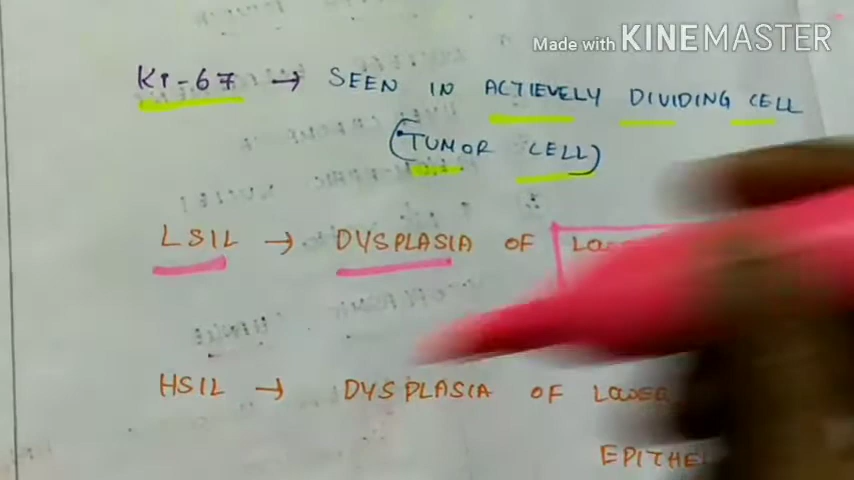 Made with KINEMASTER
KI-67 → SEEN IN ACTIEVELY DIVIDING CELL
(TUMOR CELL)
LSIL → DYSPLASIA OF
HSIL → DYSPLASIA OF LOWER